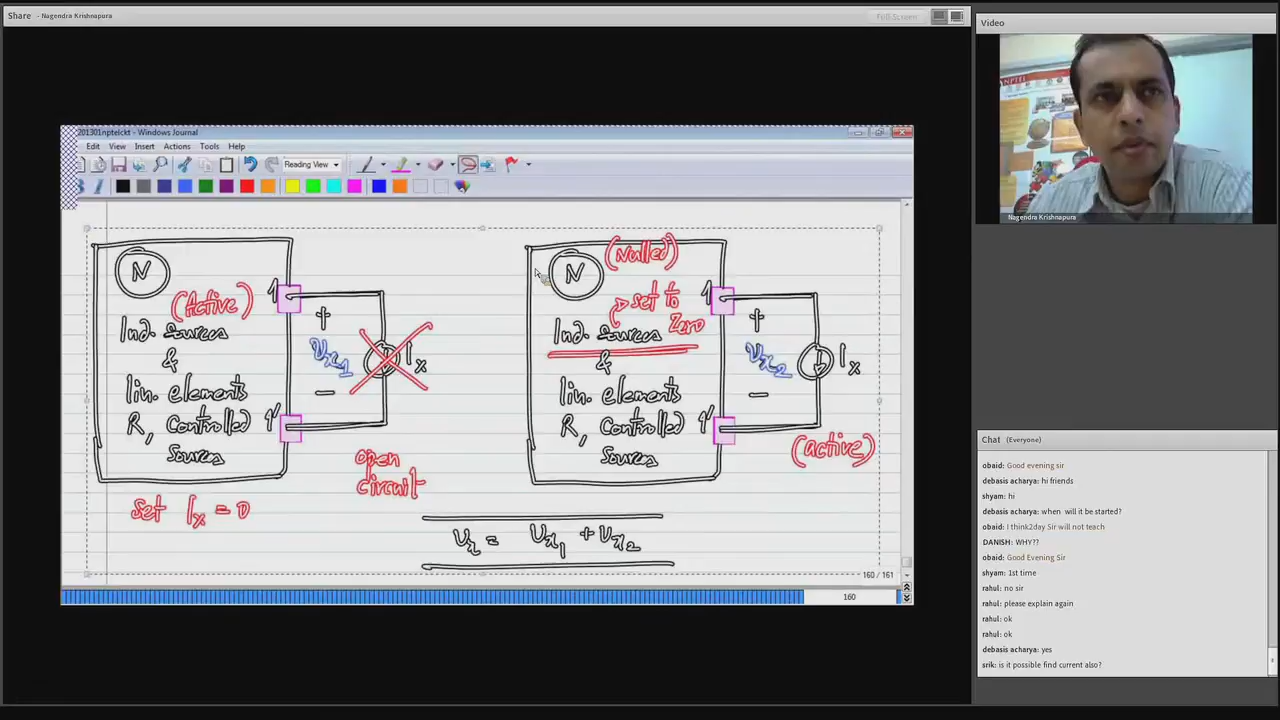 Share - Nagendra Krishnapura
Full Screen
Video
201301nptelckt - Windows Journal
Edit View Insert Actions Tools Help
Reading View
N
(Active)
Ind. sources
&
lin. elements
R, Controlled
Sources
1
+
Vx1
-
1'
Ix
open
circuit
set Ix = 0
N
(Nulled)
set to
Zero
Ind. sources
&
lin. elements
R, Controlled
Sources
1
+
Vx2
-
1'
Ix
(active)
Vx = Vx1 + Vx2
160 / 161
160
NPTEL
Nagendra Krishnapura
Chat (Everyone)
obaid: Good evening sir
debasis acharya: hi friends
shyam: hi
debasis acharya: when will it be started?
obaid: I think2day Sir will not teach
DANISH: WHY??
obaid: Good Evening Sir
shyam: 1st time
rahul: no sir
rahul: please explain again
rahul: ok
rahul: ok
debasis acharya: yes
srik: is it possible find current also?